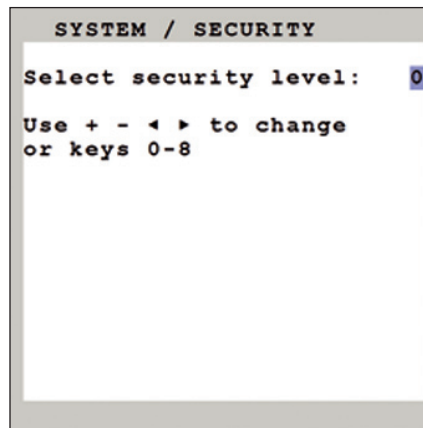 SYSTEM / SECURITY
Select security level: 0
Use + - ◄ ► to change
or keys 0-8